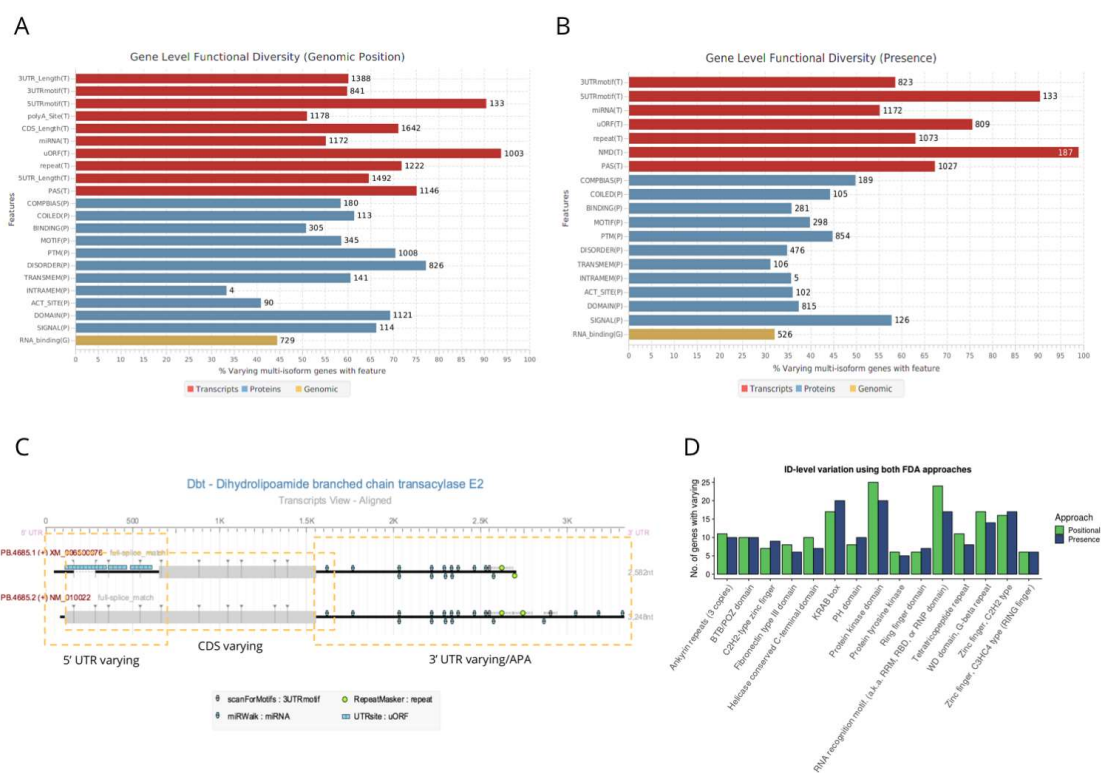 A
Gene Level Functional Diversity (Genomic Position)
Features
3UTR_Length(T) 1388
3UTRmotif(T) 841
5UTRmotif(T) 133
polyA_Site(T) 1178
CDS_Length(T) 1642
miRNA(T) 1172
uORF(T) 1003
repeat(T) 1222
5UTR_Length(T) 1492
PAS(T) 1146
COMPBIAS(P) 180
COILED(P) 113
BINDING(P) 305
MOTIF(P) 345
PTM(P) 1008
DISORDER(P) 826
TRANSMEM(P) 141
INTRAMEM(P) 4
ACT_SITE(P) 90
DOMAIN(P) 1121
SIGNAL(P) 114
RNA_binding(G) 729
0 5 10 15 20 25 30 35 40 45 50 55 60 65 70 75 80 85 90 95 100
% Varying multi-isoform genes with feature
Transcripts Proteins Genomic
B
Gene Level Functional Diversity (Presence)
Features
3UTRmotif(T) 823
5UTRmotif(T) 133
miRNA(T) 1172
uORF(T) 809
repeat(T) 1073
NMD(T) 187
PAS(T) 1027
COMPBIAS(P) 189
COILED(P) 105
BINDING(P) 281
MOTIF(P) 298
PTM(P) 854
DISORDER(P) 476
TRANSMEM(P) 106
INTRAMEM(P) 5
ACT_SITE(P) 102
DOMAIN(P) 815
SIGNAL(P) 126
RNA_binding(G) 526
0 5 10 15 20 25 30 35 40 45 50 55 60 65 70 75 80 85 90 95 100
% Varying multi-isoform genes with feature
Transcripts Proteins Genomic
C
Dbt - Dihydrolipoamide branched chain transacylase E2
Transcripts View - Aligned
0 500 1K 1.5K 2K 2.5K 3K
5' UTR 3' UTR
PB.4685.1 (+) XM_006500076 full-splice_match
2,582nt
PB.4685.2 (+) NM_010022 full-splice_match
3,248nt
5' UTR varying
CDS varying
3' UTR varying/APA
scanForMotifs : 3UTRmotif
RepeatMasker : repeat
miRWalk : miRNA
UTRsite : uORF
D
ID-level variation using both FDA approaches
No. of genes with varying
25
20
15
10
5
0
Approach
Positional
Presence
Ankyrin repeats (3 copies)
BTB/POZ domain
C2H2-type zinc finger
Fibronectin type III domain
Helicase conserved C-terminal domain
KRAB box
PH domain
Protein kinase domain
Protein tyrosine kinase
Ring finger domain
RNA recognition motif. (a.k.a. RRM, RBD, or RNP domain)
Tetratricopeptide repeat
WD domain, G-beta repeat
Zinc finger, C2H2 type
Zinc finger, C3HC4 type (RING finger)